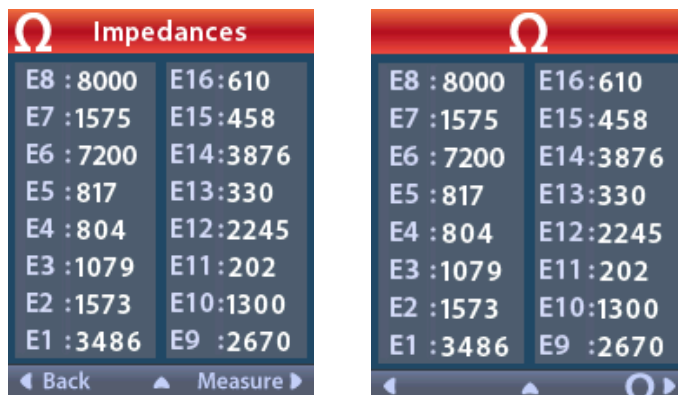 Ω Impedances
E8 : 8000 E16: 610
E7 : 1575 E15: 458
E6 : 7200 E14: 3876
E5 : 817 E13: 330
E4 : 804 E12: 2245
E3 : 1079 E11: 202
E2 : 1573 E10: 1300
E1 : 3486 E9 : 2670
Back Measure
Ω
E8 : 8000 E16: 610
E7 : 1575 E15: 458
E6 : 7200 E14: 3876
E5 : 817 E13: 330
E4 : 804 E12: 2245
E3 : 1079 E11: 202
E2 : 1573 E10: 1300
E1 : 3486 E9 : 2670
Ω